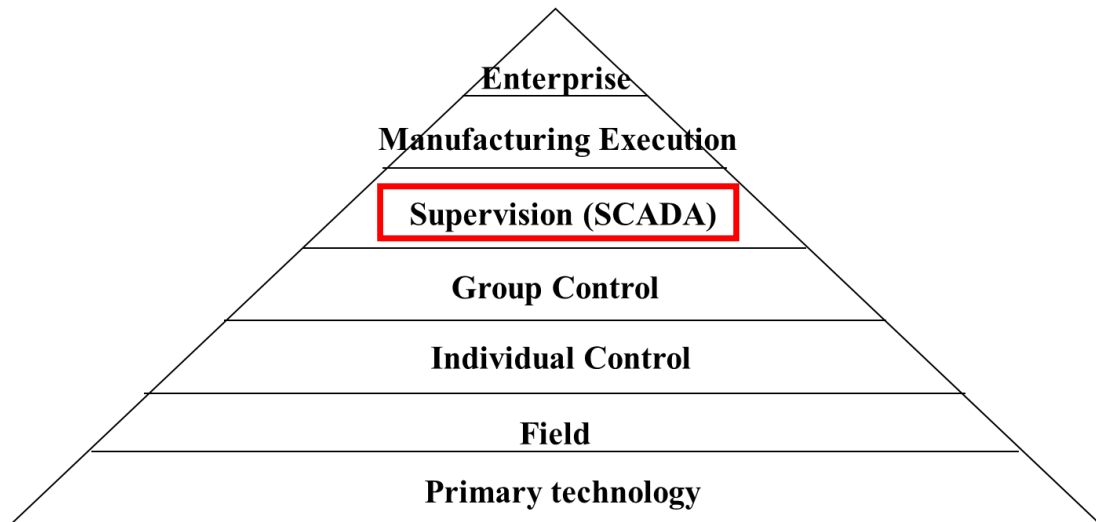 Enterprise
Manufacturing Execution
Supervision (SCADA)
Group Control
Individual Control
Field
Primary technology